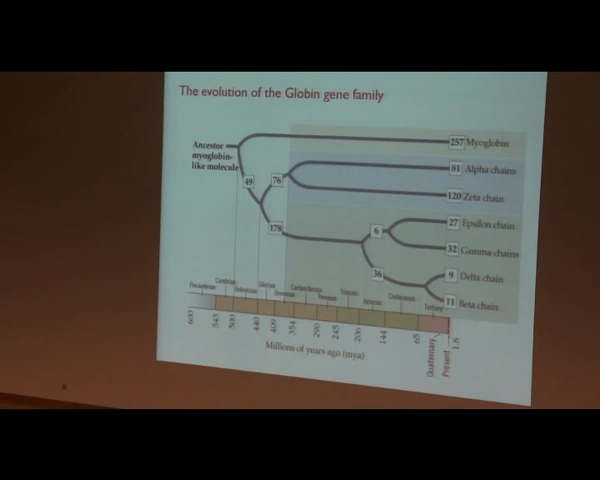 The evolution of the Globin gene family
Ancestor
myoglobin-
like molecule
257 Myoglobin
81 Alpha chains
76
49
120 Zeta chain
178
27 Epsilon chain
6
32 Gamma chains
36
9 Delta chain
11 Beta chain
Precambrian
Cambrian
Ordovician
Silurian
Devonian
Carboniferous
Permian
Triassic
Jurassic
Cretaceous
Tertiary
600
543
500
440
409
354
290
245
206
144
65
Quaternary
Present
1.8
Millions of years ago (mya)